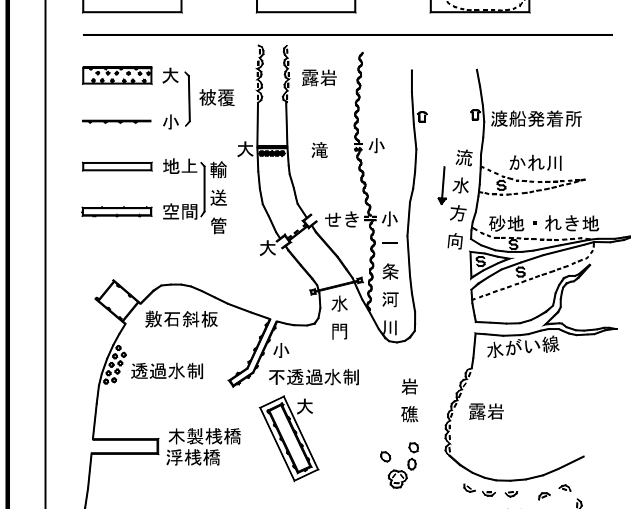 大
被覆
小
地上
輸送管
空間
露岩
大
滝
小
せき
小
大
一条河川
水門
渡船発着所
流水方向
かれ川
S
砂地・れき地
S
S
S
水がい線
敷石斜板
透過水制
小
不透過水制
大
岩礁
露岩
木製桟橋
浮桟橋